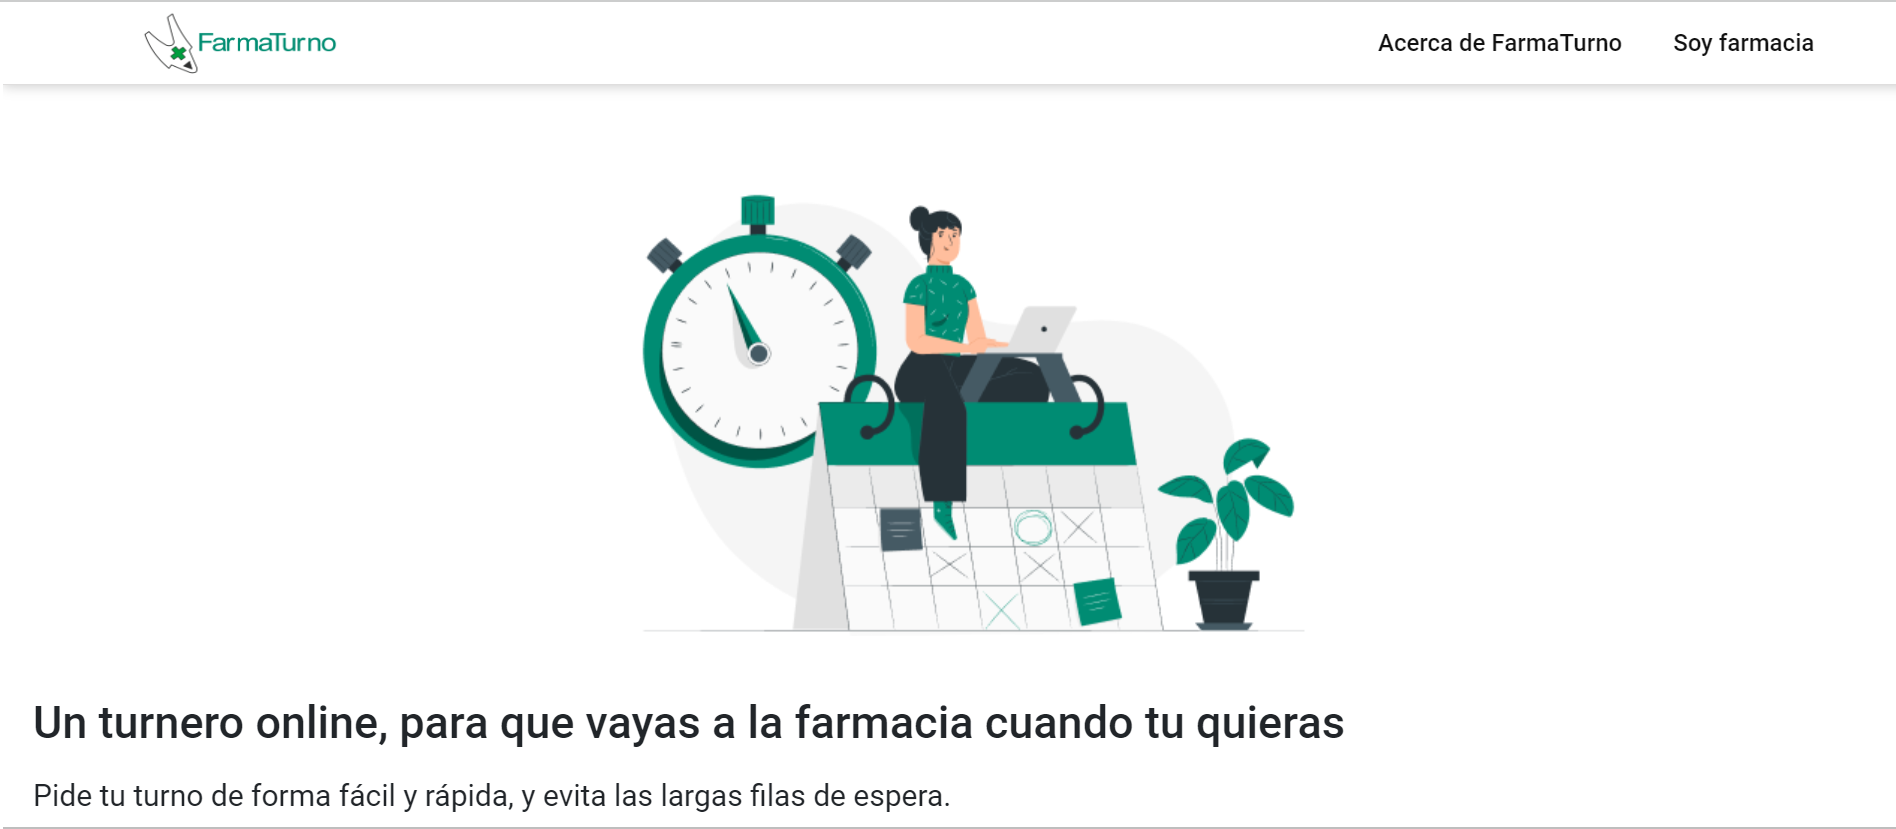 FarmaTurno
Acerca de FarmaTurno
Soy farmacia
Un turnero online, para que vayas a la farmacia cuando tu quieras
Pide tu turno de forma fácil y rápida, y evita las largas filas de espera.